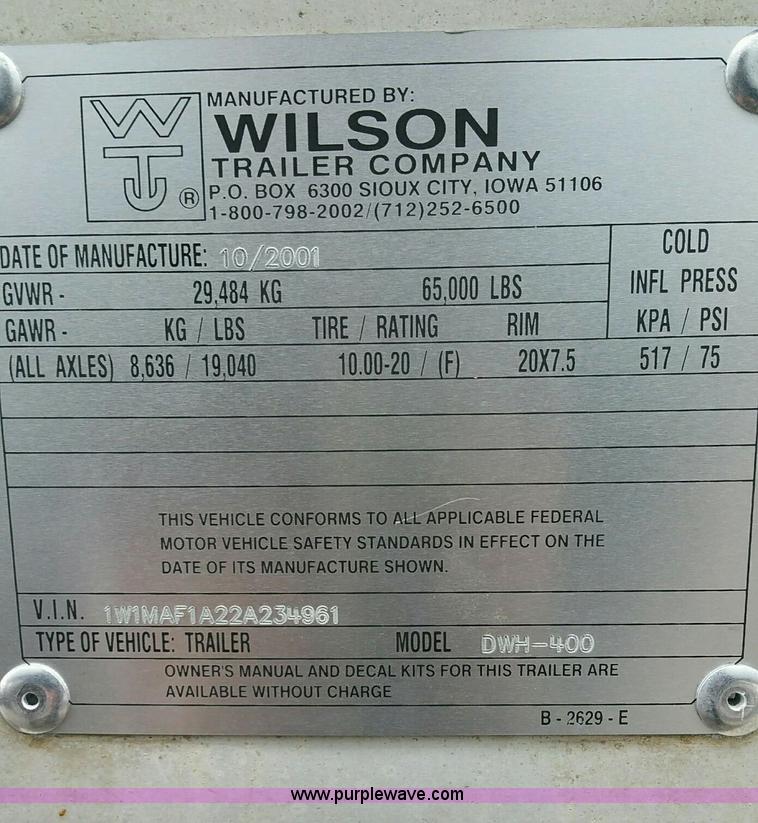 WTC ®
MANUFACTURED BY:
WILSON
TRAILER COMPANY
P.O. BOX 6300 SIOUX CITY, IOWA 51106
1-800-798-2002/(712)252-6500
DATE OF MANUFACTURE: 10/2001
COLD
INFL PRESS
KPA / PSI
GVWR - 29,484 KG 65,000 LBS
GAWR - KG / LBS TIRE / RATING RIM
(ALL AXLES) 8,636 / 19,040 10.00-20 / (F) 20X7.5 517 / 75
THIS VEHICLE CONFORMS TO ALL APPLICABLE FEDERAL
MOTOR VEHICLE SAFETY STANDARDS IN EFFECT ON THE
DATE OF ITS MANUFACTURE SHOWN.
V.I.N. 1W1MAF1A22A234961
TYPE OF VEHICLE: TRAILER MODEL DWH-400
OWNER'S MANUAL AND DECAL KITS FOR THIS TRAILER ARE
AVAILABLE WITHOUT CHARGE
B - 2629 - E
www.purplewave.com